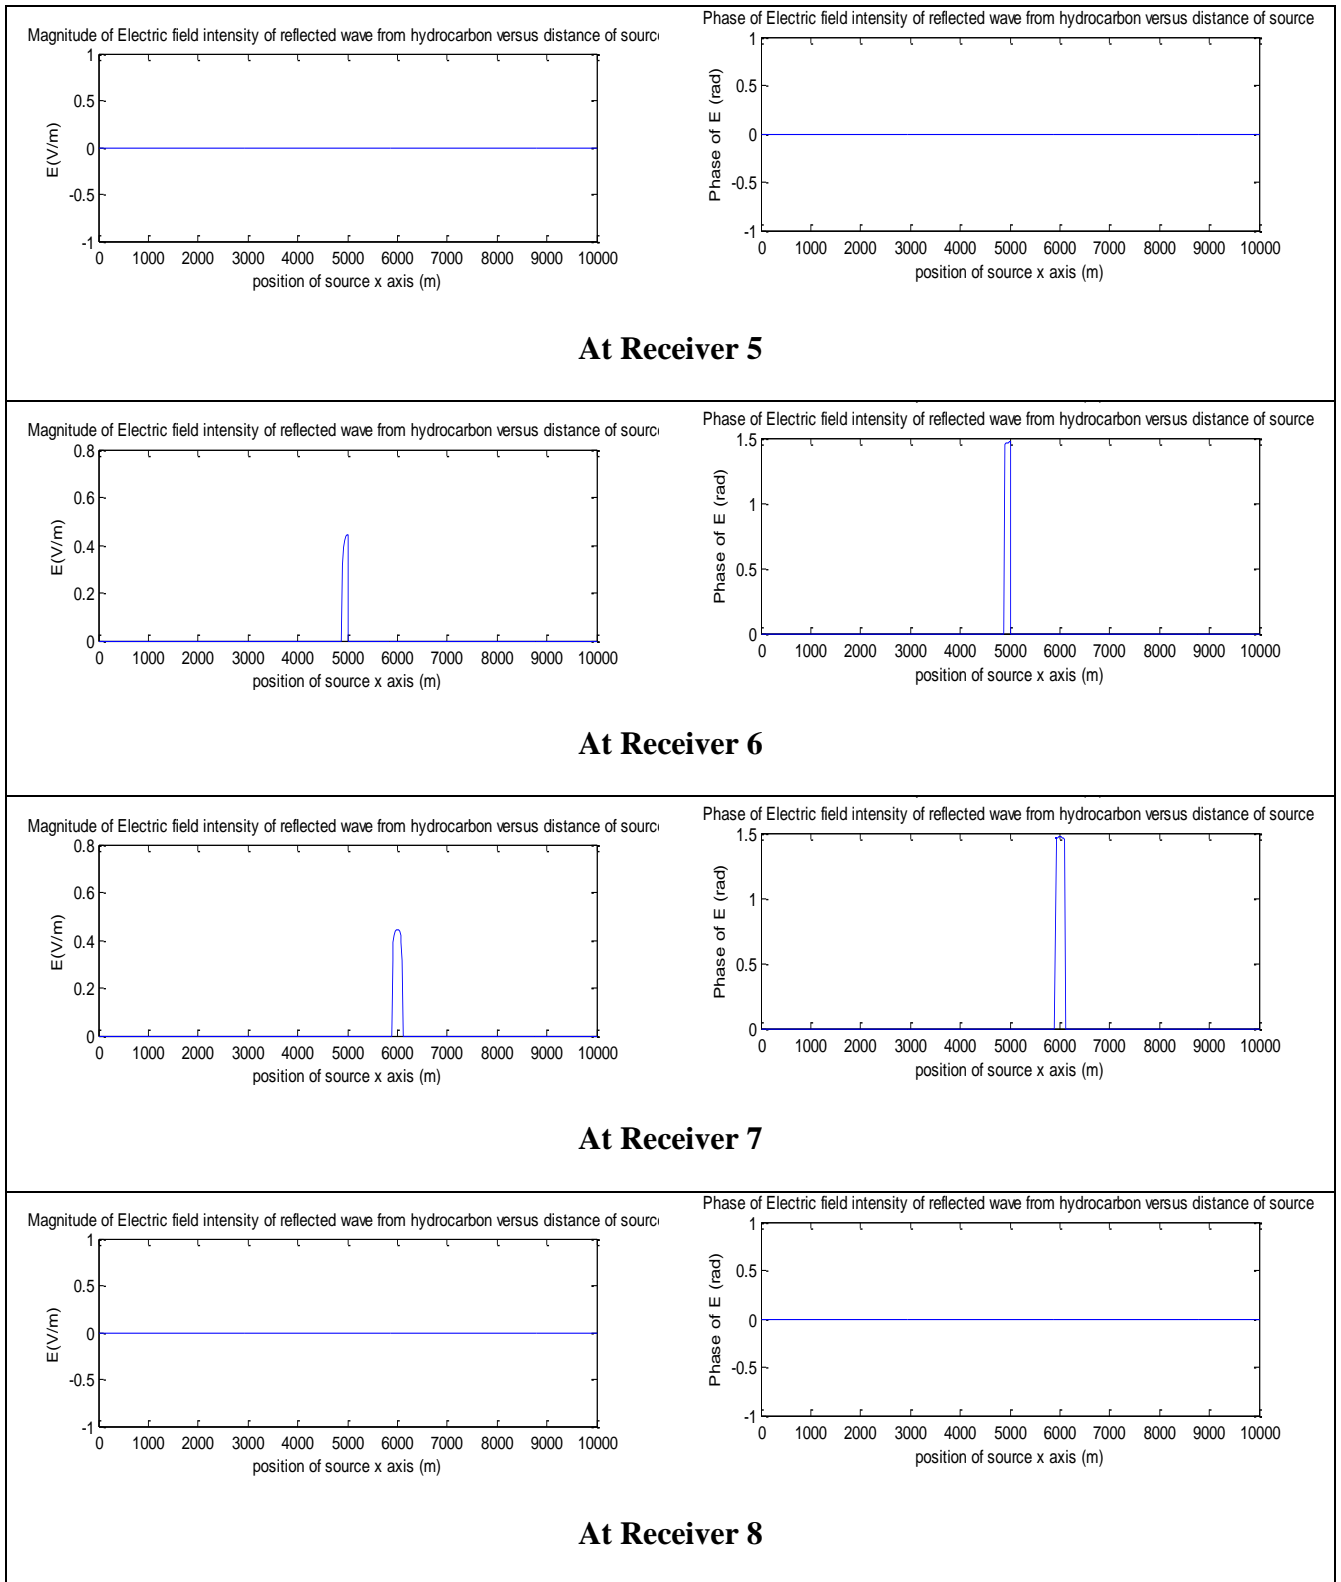 Magnitude of Electric field intensity of reflected wave from hydrocarbon versus distance of sourc
1
0.5
0
-0.5
-1
E(V/m)
0 1000 2000 3000 4000 5000 6000 7000 8000 9000 10000
position of source x axis (m)
Phase of Electric field intensity of reflected wave from hydrocarbon versus distance of source
1
0.5
0
-0.5
-1
Phase of E (rad)
0 1000 2000 3000 4000 5000 6000 7000 8000 9000 10000
position of source x axis (m)
At Receiver 5
Magnitude of Electric field intensity of reflected wave from hydrocarbon versus distance of sourc
0.8
0.6
0.4
0.2
0
E(V/m)
0 1000 2000 3000 4000 5000 6000 7000 8000 9000 10000
position of source x axis (m)
Phase of Electric field intensity of reflected wave from hydrocarbon versus distance of source
1.5
1
0.5
0
Phase of E (rad)
0 1000 2000 3000 4000 5000 6000 7000 8000 9000 10000
position of source x axis (m)
At Receiver 6
Magnitude of Electric field intensity of reflected wave from hydrocarbon versus distance of sourc
0.8
0.6
0.4
0.2
0
E(V/m)
0 1000 2000 3000 4000 5000 6000 7000 8000 9000 10000
position of source x axis (m)
Phase of Electric field intensity of reflected wave from hydrocarbon versus distance of source
1.5
1
0.5
0
Phase of E (rad)
0 1000 2000 3000 4000 5000 6000 7000 8000 9000 10000
position of source x axis (m)
At Receiver 7
Magnitude of Electric field intensity of reflected wave from hydrocarbon versus distance of sourc
1
0.5
0
-0.5
-1
E(V/m)
0 1000 2000 3000 4000 5000 6000 7000 8000 9000 10000
position of source x axis (m)
Phase of Electric field intensity of reflected wave from hydrocarbon versus distance of source
1
0.5
0
-0.5
-1
Phase of E (rad)
0 1000 2000 3000 4000 5000 6000 7000 8000 9000 10000
position of source x axis (m)
At Receiver 8